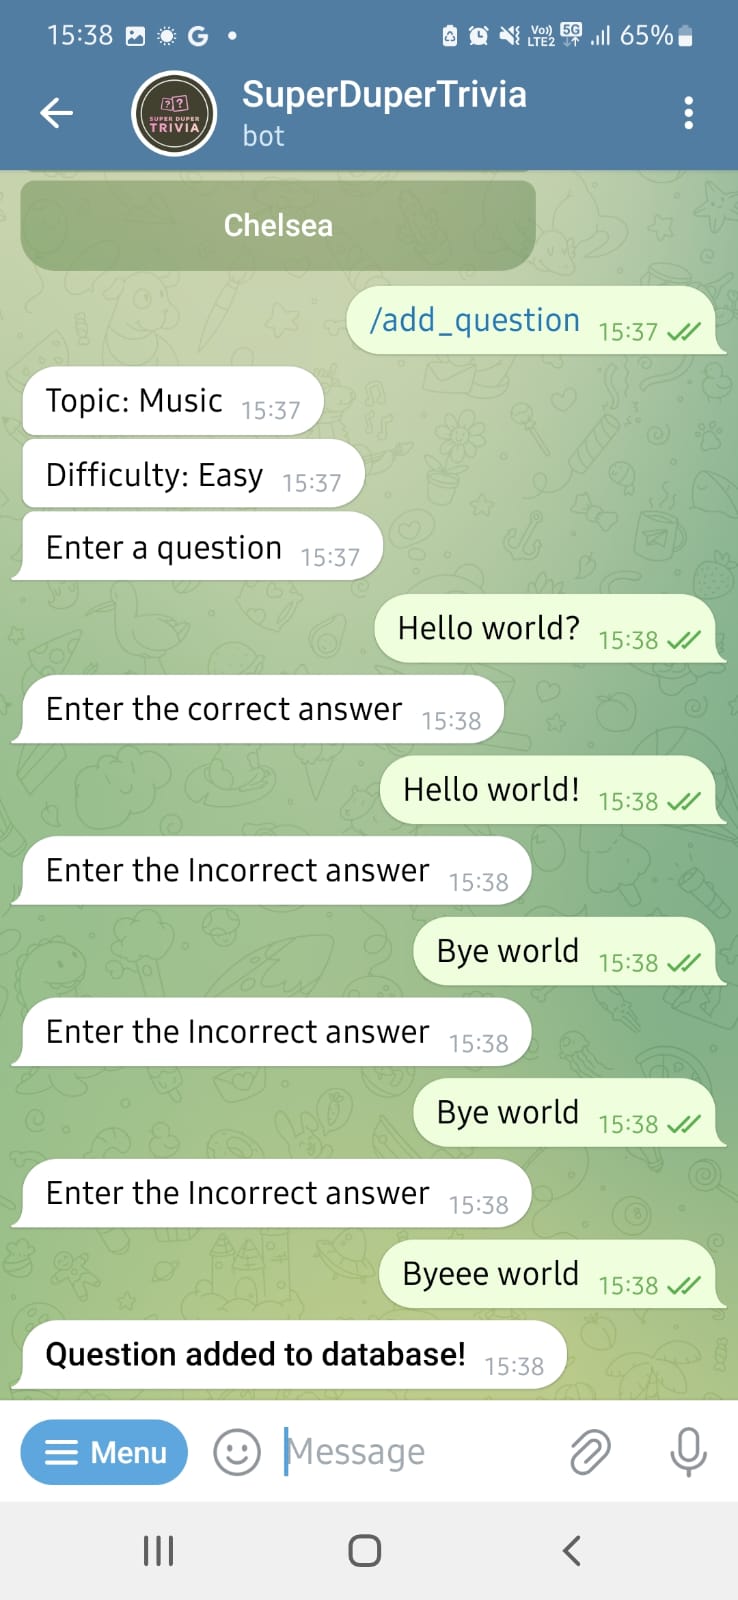 15:38 G Vo)) LTE2 5G 65%
SUPER DUPER TRIVIA
SuperDuperTrivia
bot
Chelsea
/add_question 15:37
Topic: Music 15:37
Difficulty: Easy 15:37
Enter a question 15:37
Hello world? 15:38
Enter the correct answer 15:38
Hello world! 15:38
Enter the Incorrect answer 15:38
Bye world 15:38
Enter the Incorrect answer 15:38
Bye world 15:38
Enter the Incorrect answer 15:38
Byeee world 15:38
Question added to database! 15:38
Menu Message